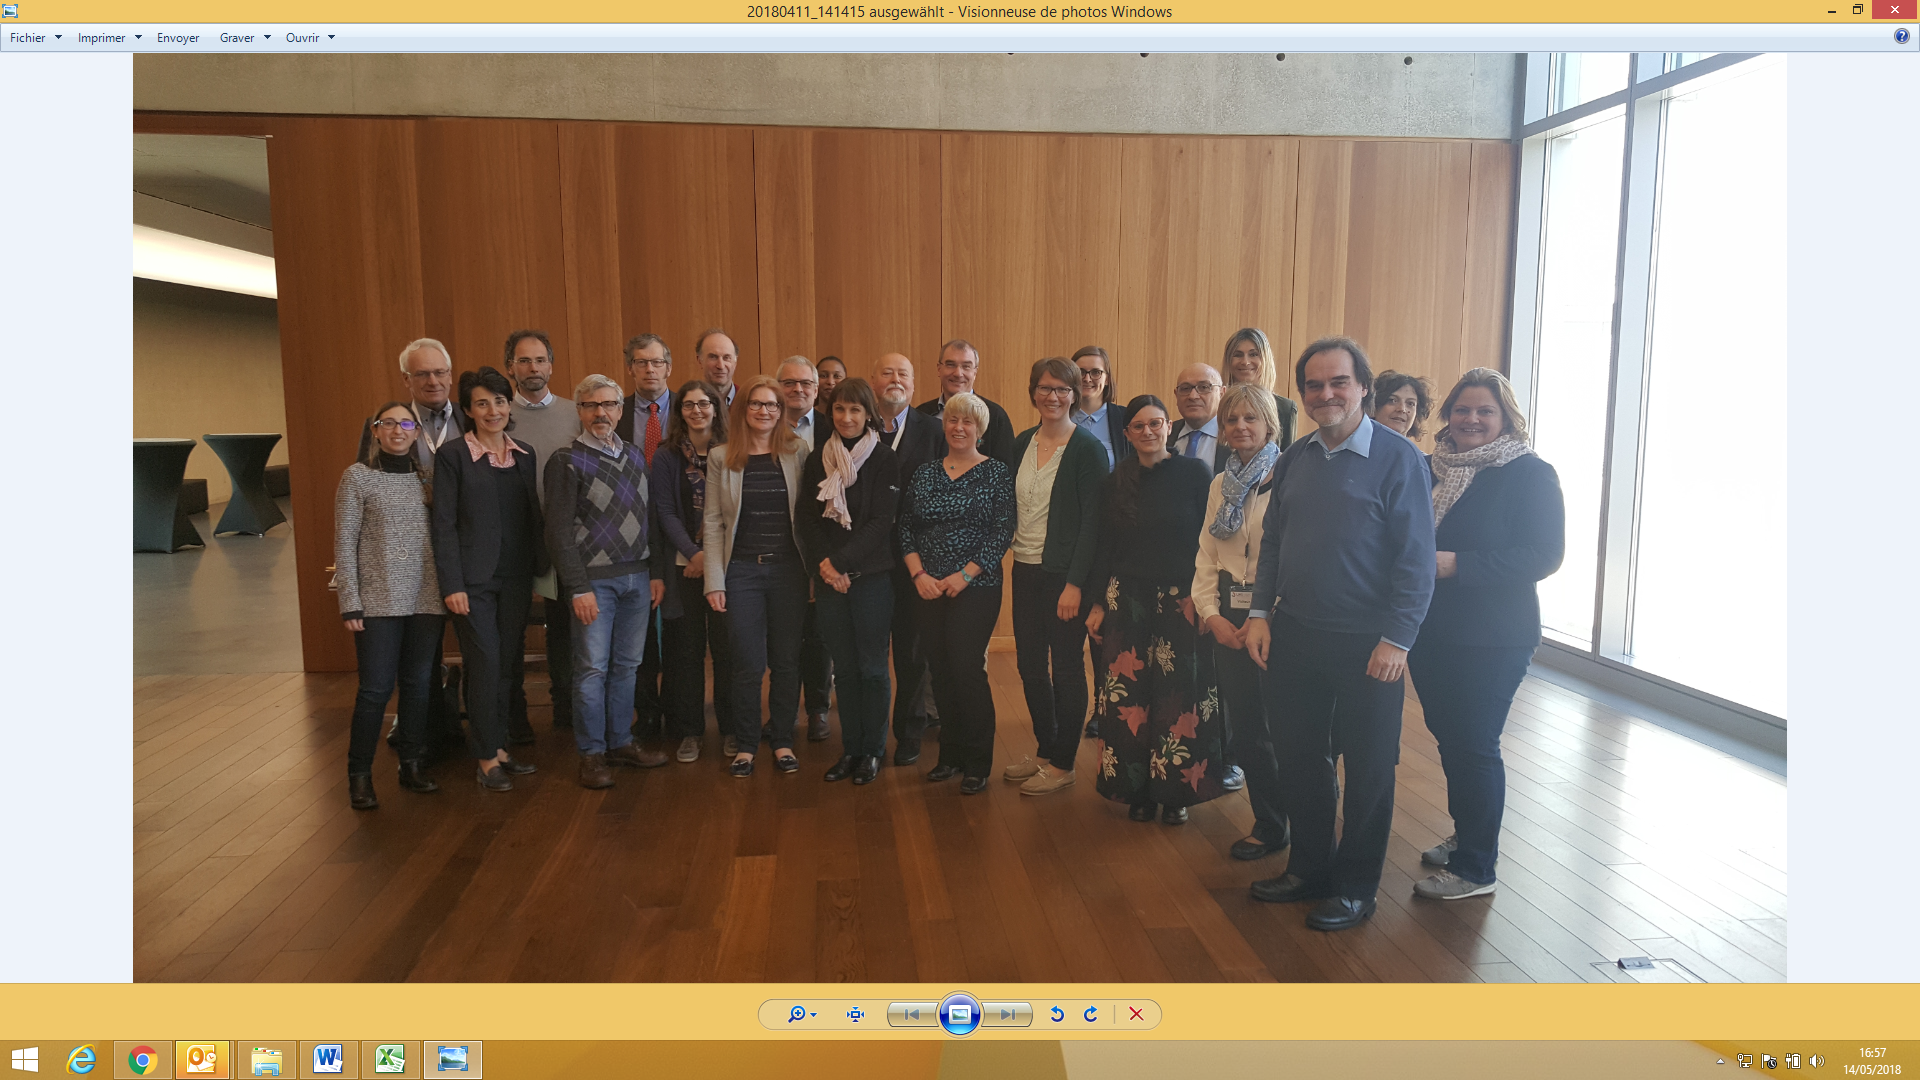 20180411_141415 ausgewählt - Visionneuse de photos Windows
Fichier Imprimer Envoyer Graver Ouvrir
16:57
14/05/2018